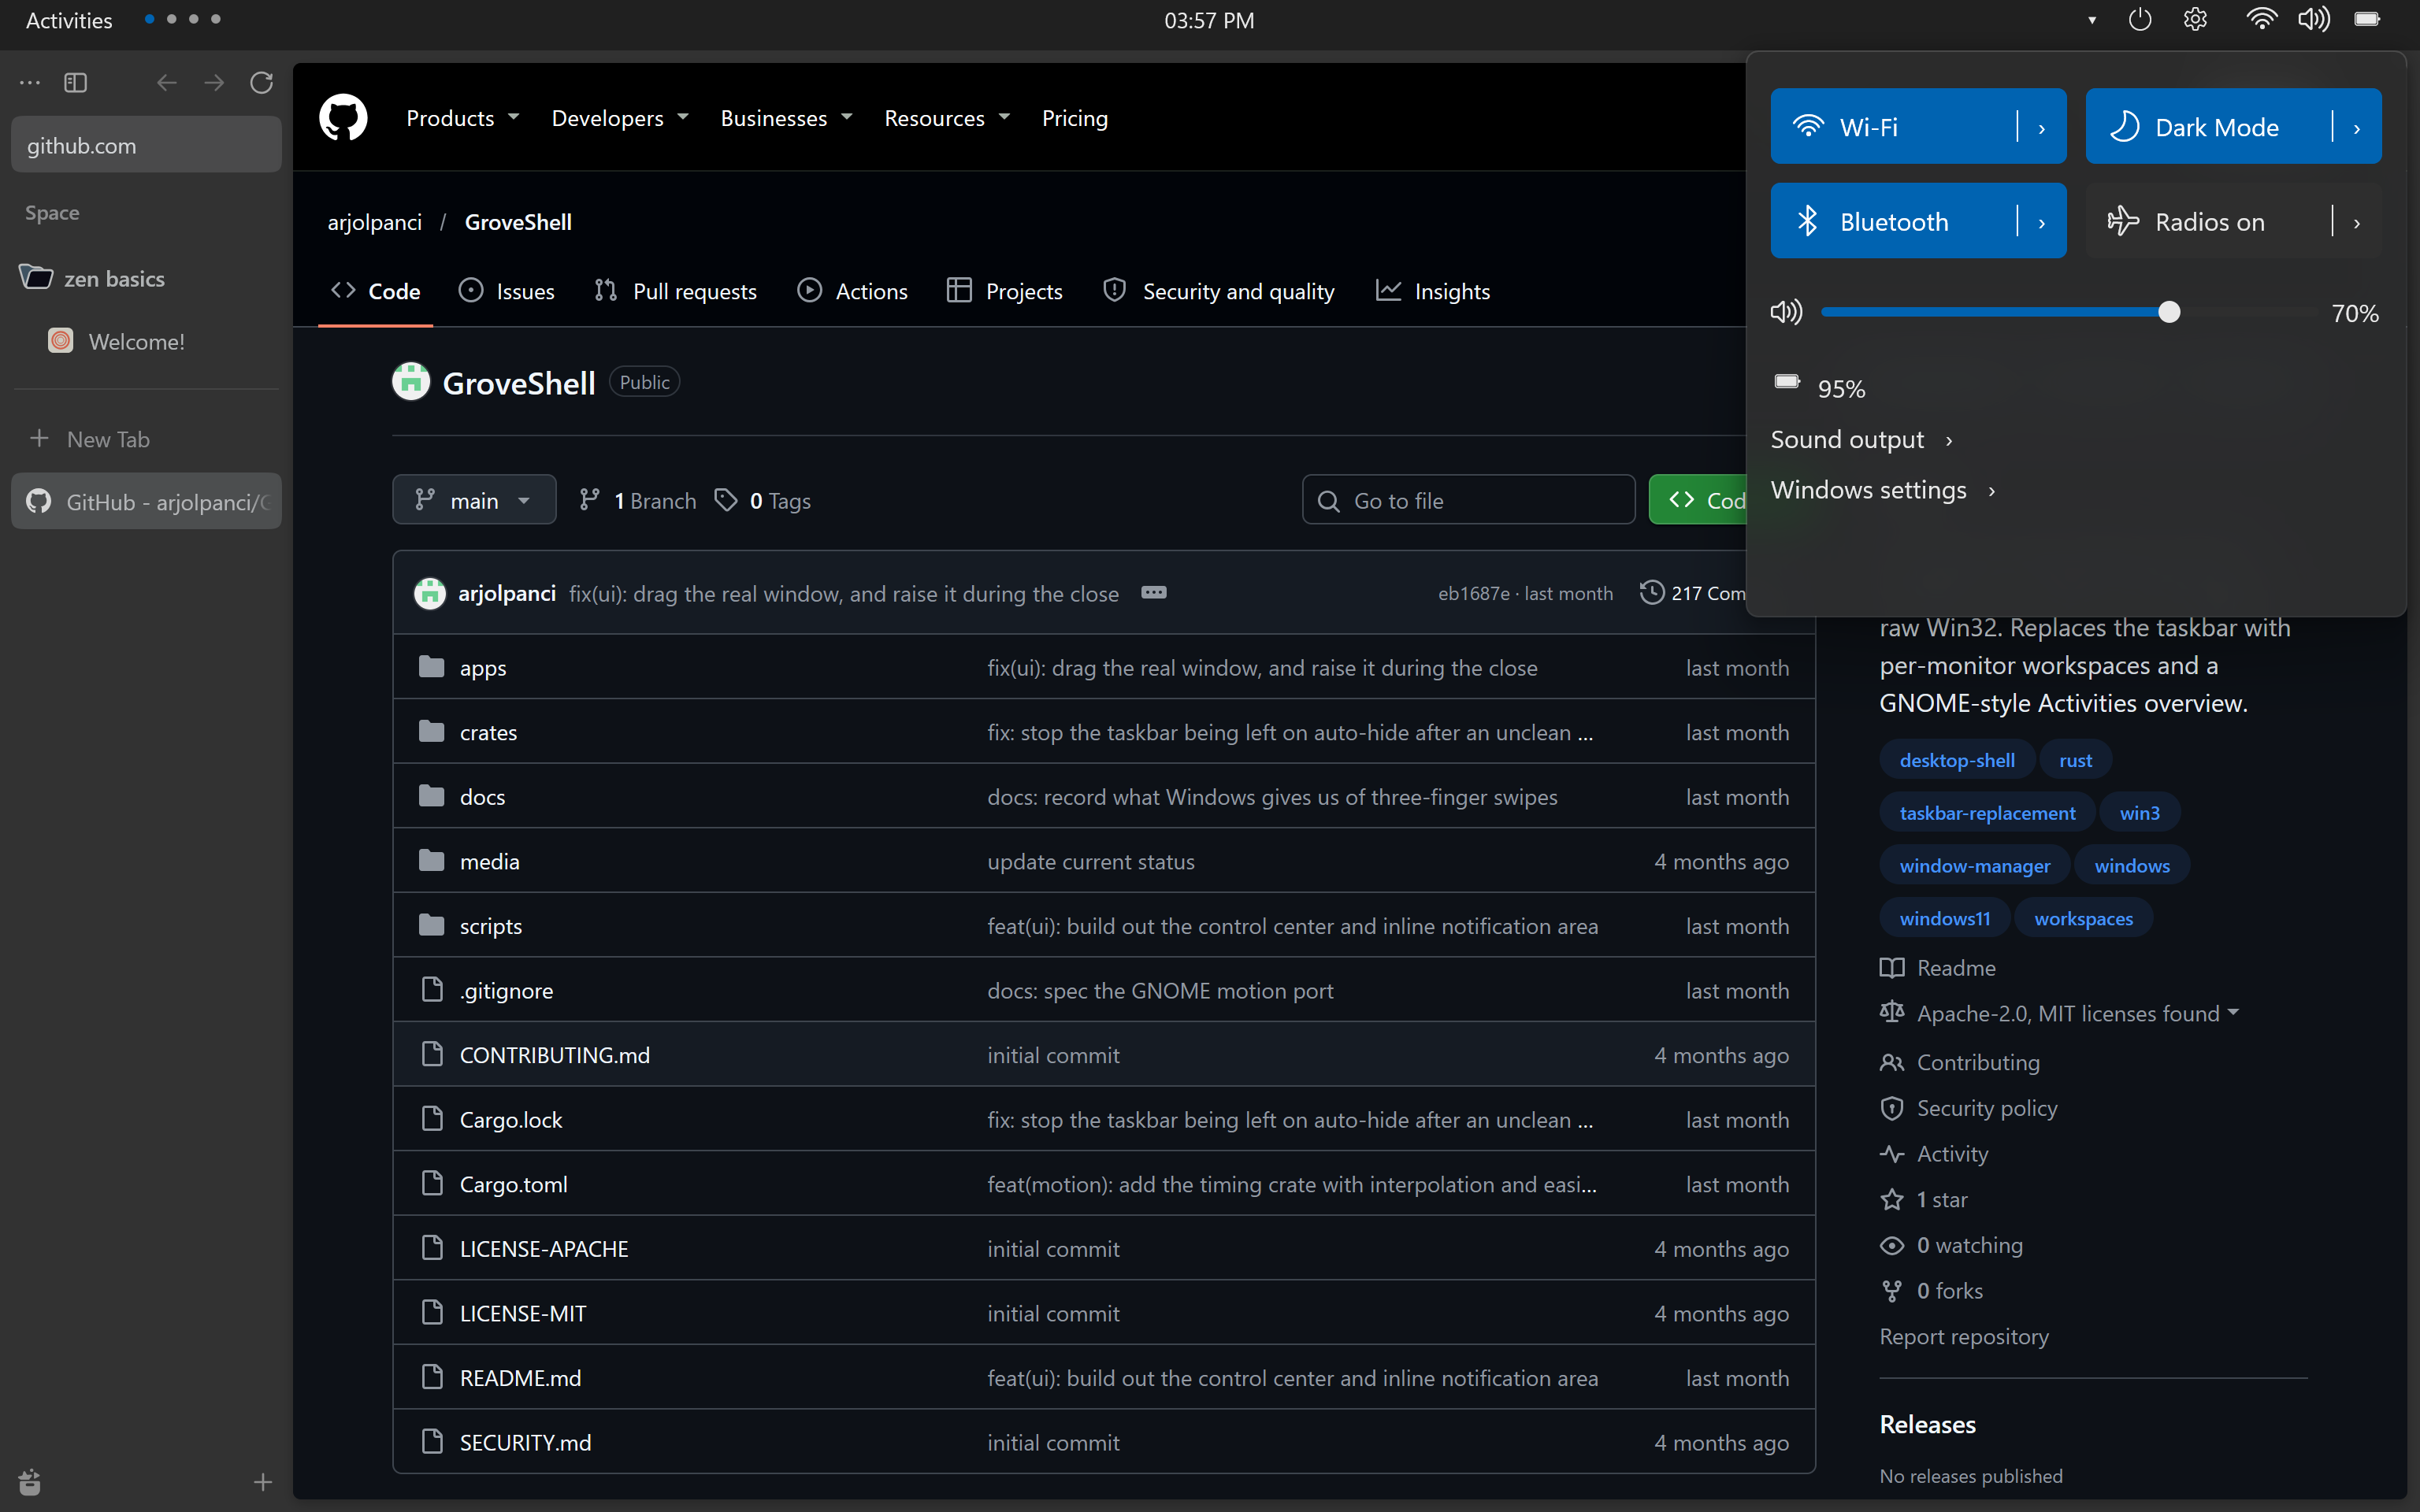 Activities
03:57 PM
github.com
Space
zen basics
Welcome!
New Tab
GitHub - arjolpanci/
Products
Developers
Businesses
Resources
Pricing
arjolpanci / GroveShell
Code
Issues
Pull requests
Actions
Projects
Security and quality
Insights
GroveShell Public
main
1 Branch
0 Tags
Go to file
Cod
arjolpanci fix(ui): drag the real window, and raise it during the close
eb1687e · last month
217 Com
apps fix(ui): drag the real window, and raise it during the close last month
crates fix: stop the taskbar being left on auto-hide after an unclean ... last month
docs docs: record what Windows gives us of three-finger swipes last month
media update current status 4 months ago
scripts feat(ui): build out the control center and inline notification area last month
.gitignore docs: spec the GNOME motion port last month
CONTRIBUTING.md initial commit 4 months ago
Cargo.lock fix: stop the taskbar being left on auto-hide after an unclean ... last month
Cargo.toml feat(motion): add the timing crate with interpolation and easi... last month
LICENSE-APACHE initial commit 4 months ago
LICENSE-MIT initial commit 4 months ago
README.md feat(ui): build out the control center and inline notification area last month
SECURITY.md initial commit 4 months ago
Wi-Fi
Dark Mode
Bluetooth
Radios on
70%
95%
Sound output
Windows settings
raw Win32. Replaces the taskbar with
per-monitor workspaces and a
GNOME-style Activities overview.
desktop-shell rust
taskbar-replacement win3
window-manager windows
windows11 workspaces
Readme
Apache-2.0, MIT licenses found
Contributing
Security policy
Activity
1 star
0 watching
0 forks
Report repository
Releases
No releases published